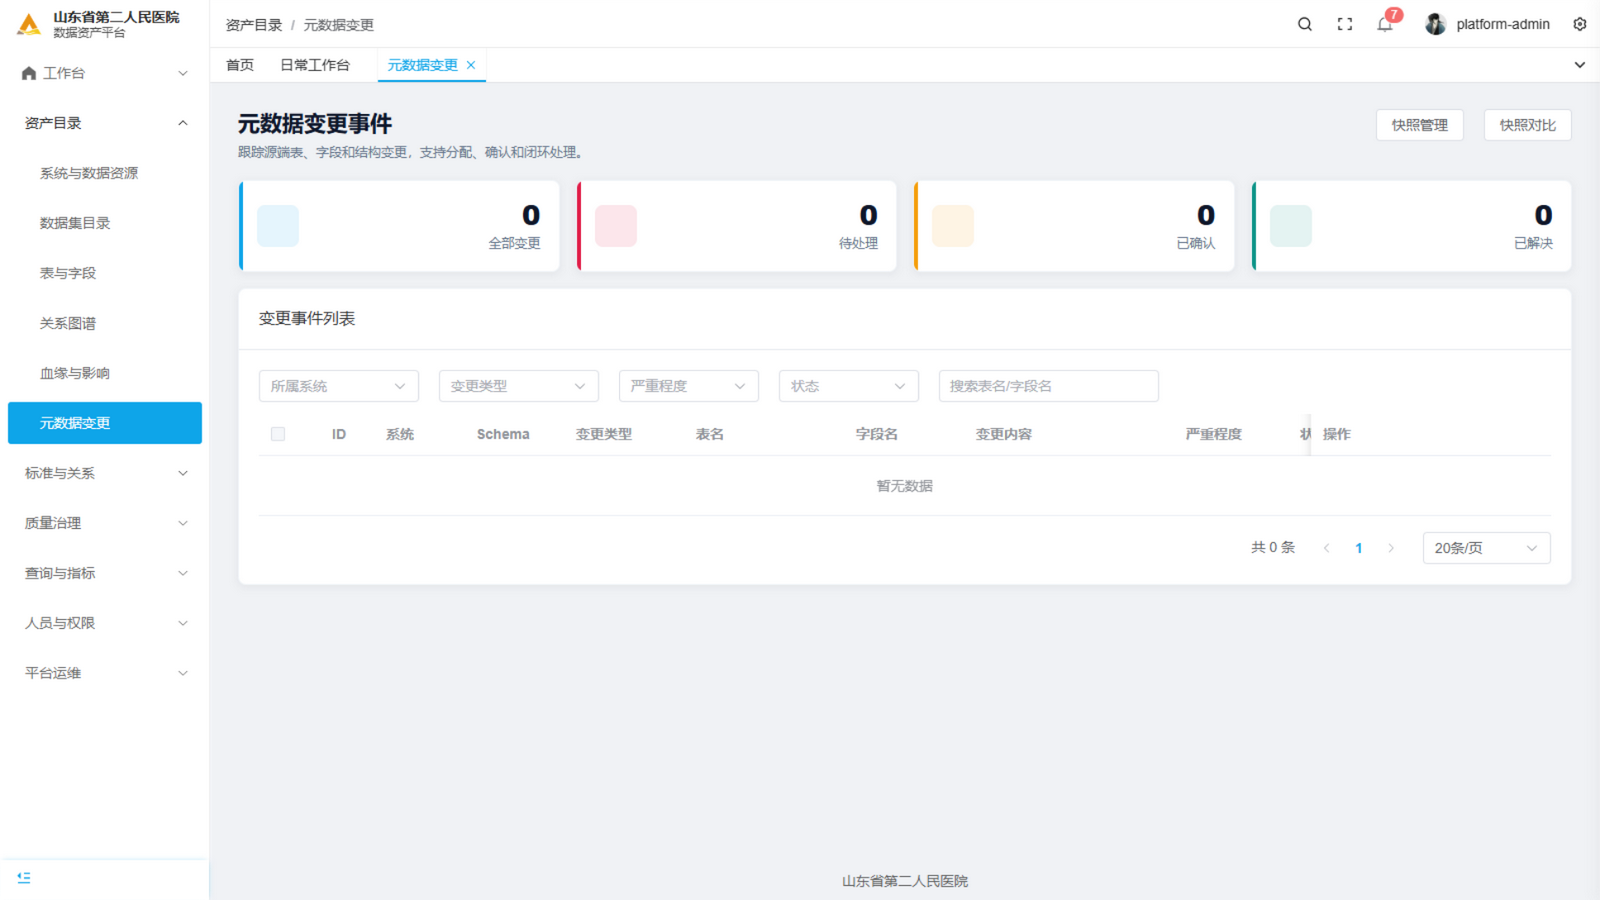 山东省第二人民医院
数据资产平台
资产目录 / 元数据变更
7
platform-admin
首页
日常工作台
元数据变更
工作台
资产目录
系统与数据资源
数据集目录
表与字段
关系图谱
血缘与影响
元数据变更
标准与关系
质量治理
查询与指标
人员与权限
平台运维
元数据变更事件
跟踪源端表、字段和结构变更，支持分配、确认和闭环处理。
快照管理
快照对比
0
全部变更
0
待处理
0
已确认
0
已解决
变更事件列表
所属系统
变更类型
严重程度
状态
搜索表名/字段名
ID 系统 Schema 变更类型 表名 字段名 变更内容 严重程度 操作
暂无数据
共 0 条
1
20条/页
山东省第二人民医院